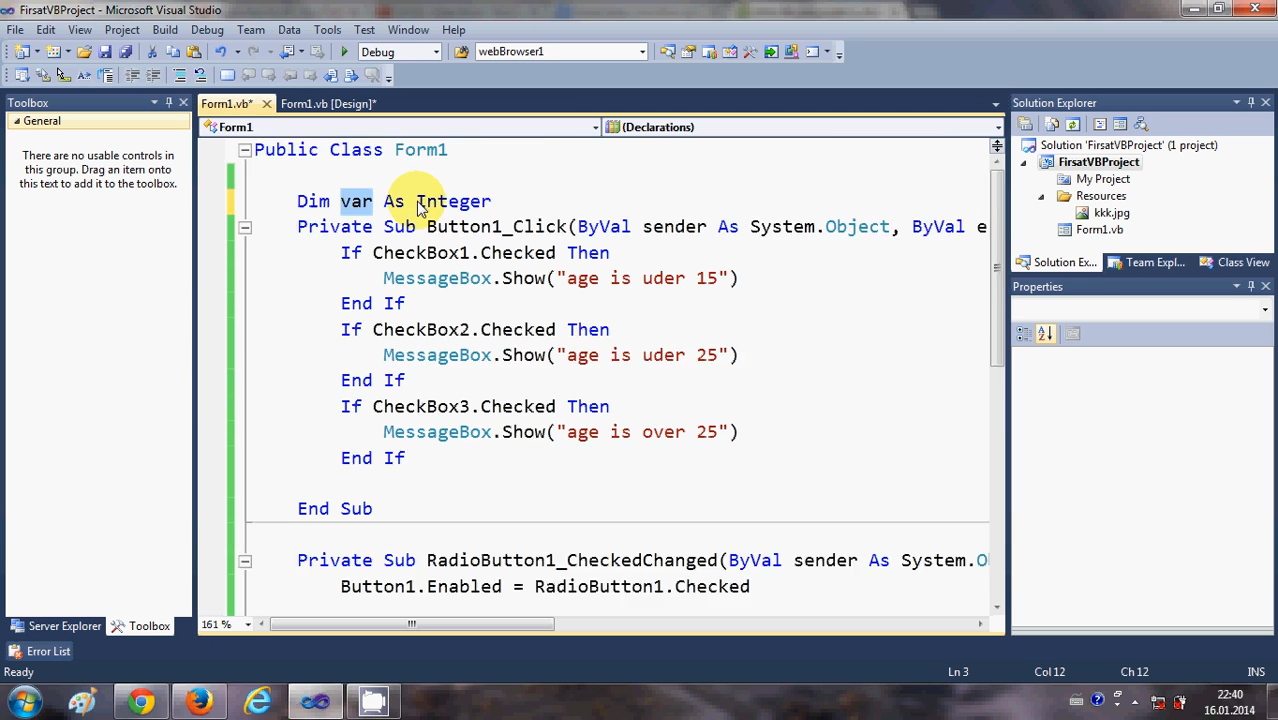 FirsatVBProject - Microsoft Visual Studio
File Edit View Project Build Debug Team Data Tools Test Window Help
Debug webBrowser1
Toolbox
General
There are no usable controls in
this group. Drag an item onto
this text to add it to the toolbox.
Server Explorer Toolbox
Form1.vb* Form1.vb [Design]*
Form1 (Declarations)
Public Class Form1
Dim var As Integer
Private Sub Button1_Click(ByVal sender As System.Object, ByVal e
If CheckBox1.Checked Then
MessageBox.Show("age is uder 15")
End If
If CheckBox2.Checked Then
MessageBox.Show("age is uder 25")
End If
If CheckBox3.Checked Then
MessageBox.Show("age is over 25")
End If
End Sub
Private Sub RadioButton1_CheckedChanged(ByVal sender As System.O
Button1.Enabled = RadioButton1.Checked
161 %
Solution Explorer
Solution 'FirsatVBProject' (1 project)
FirsatVBProject
My Project
Resources
kkk.jpg
Form1.vb
Solution Ex... Team Expl... Class View
Properties
Error List
Ready Ln 3 Col 12 Ch 12 INS
22:40
16.01.2014